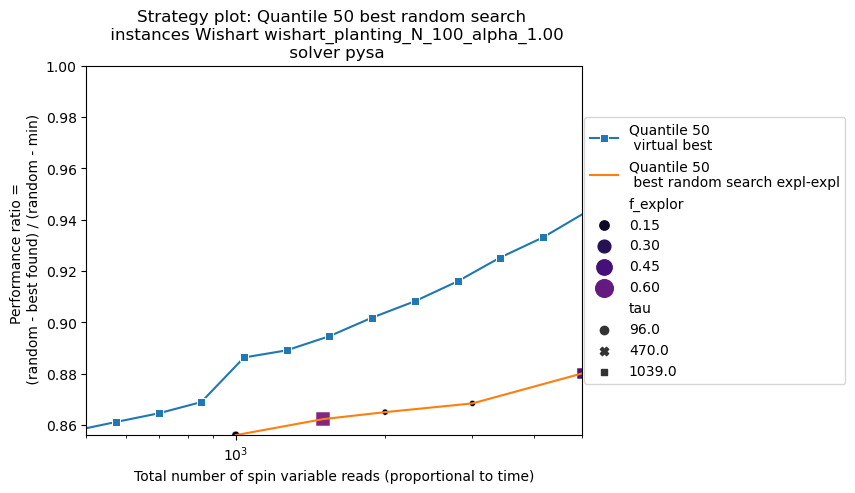 Strategy plot: Quantile 50 best random search
instances Wishart wishart_planting_N_100_alpha_1.00
solver pysa
1.00
0.98
0.96
0.94
0.92
0.90
0.88
0.86
Performance ratio =
(random - best found) / (random - min)
10³
Total number of spin variable reads (proportional to time)
Quantile 50
virtual best
Quantile 50
best random search expl-expl
f_explor
0.15
0.30
0.45
0.60
tau
96.0
470.0
1039.0